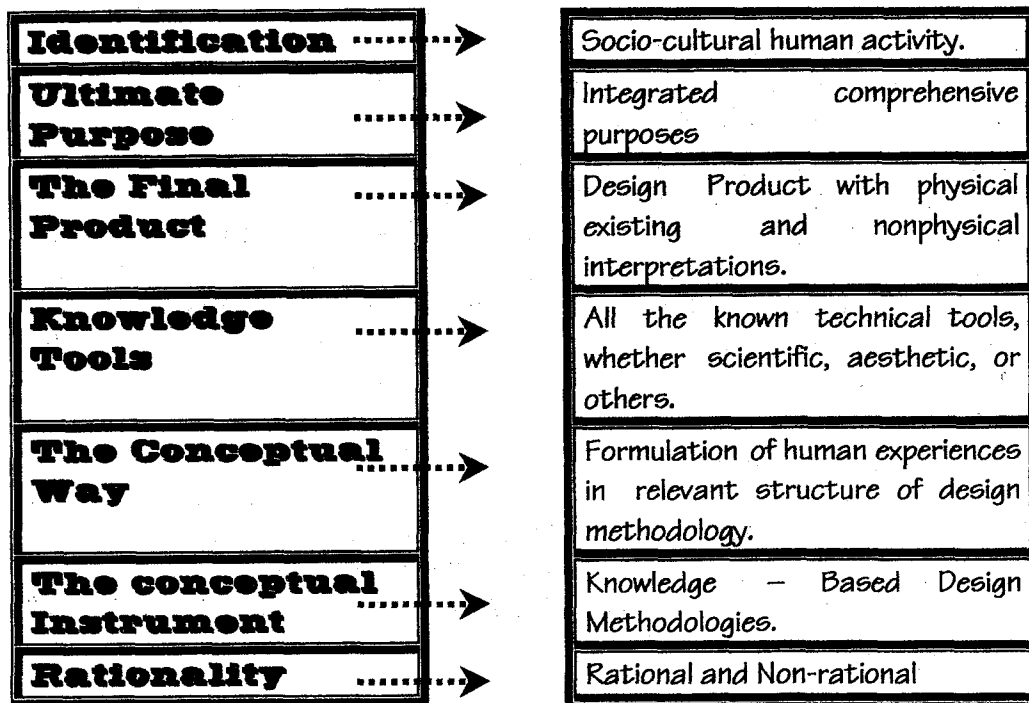 Identification
Socio-cultural human activity.
Ultimate
Purpose
Integrated comprehensive
purposes
The Final
Product
Design Product with physical
existing and nonphysical
interpretations.
Knowledge
Tools
All the known technical tools,
whether scientific, aesthetic, or
others.
The Conceptual
Way
Formulation of human experiences
in relevant structure of design
methodology.
The conceptual
Instrument
Knowledge – Based Design
Methodologies.
Rationality
Rational and Non-rational